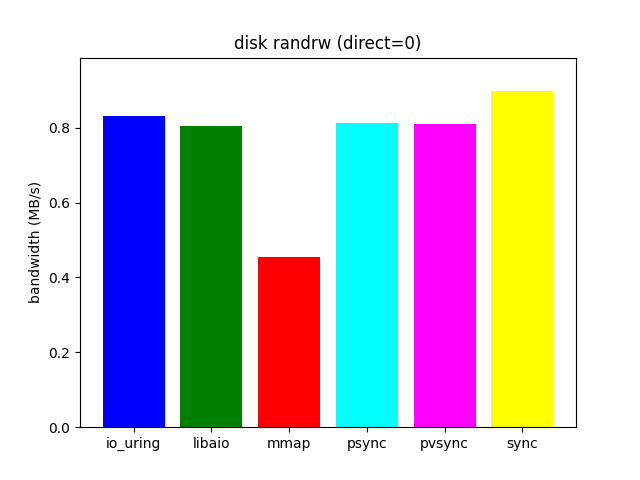 disk randrw (direct=0)
bandwidth (MB/s)
0.8
0.6
0.4
0.2
0.0
io_uring libaio mmap psync pvsync sync